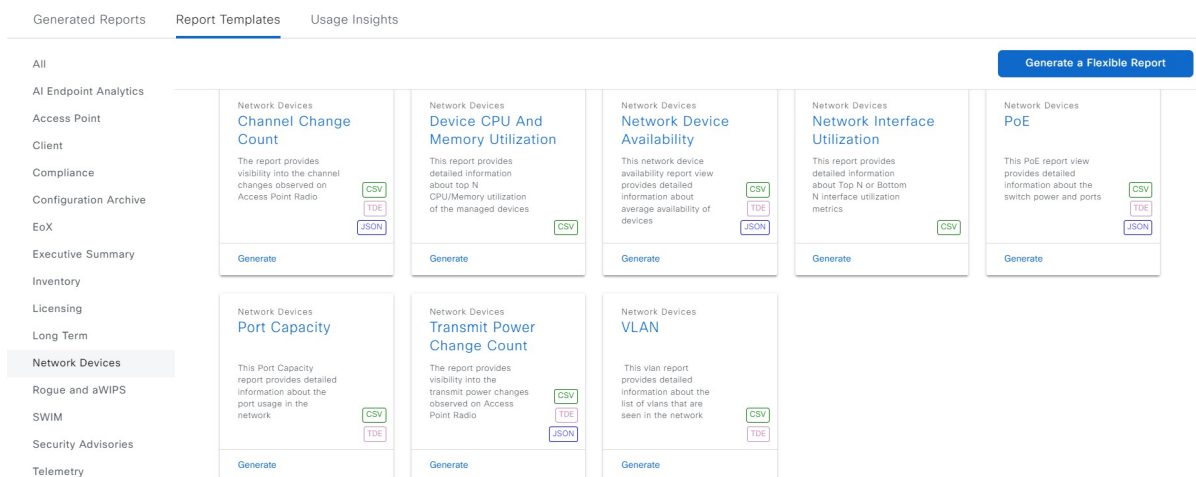 Generated Reports
Report Templates
Usage Insights
All
AI Endpoint Analytics
Access Point
Client
Compliance
Configuration Archive
EoX
Executive Summary
Inventory
Licensing
Long Term
Network Devices
Rogue and aWIPS
SWIM
Security Advisories
Telemetry
Generate a Flexible Report
Network Devices
Channel Change
Count
The report provides
visibility into the channel
changes observed on
Access Point Radio
CSV
TDE
JSON
Generate
Network Devices
Device CPU And
Memory Utilization
This report provides
detailed information
about top N
CPU/Memory utilization
of the managed devices
CSV
Generate
Network Devices
Network Device
Availability
This network device
availability report view
provides detailed
information about
average availability of
devices
CSV
TDE
JSON
Generate
Network Devices
Network Interface
Utilization
This report provides
detailed information
about Top N or Bottom
N interface utilization
metrics
CSV
Generate
Network Devices
PoE
This PoE report view
provides detailed
information about the
switch power and ports
CSV
TDE
JSON
Generate
Network Devices
Port Capacity
This Port Capacity
report provides detailed
information about the
port usage in the
network
CSV
TDE
Generate
Network Devices
Transmit Power
Change Count
The report provides
visibility into the
transmit power changes
observed on Access
Point Radio
CSV
TDE
JSON
Generate
Network Devices
VLAN
This vlan report
provides detailed
information about the
list of vlans that are
seen in the network
CSV
TDE
Generate